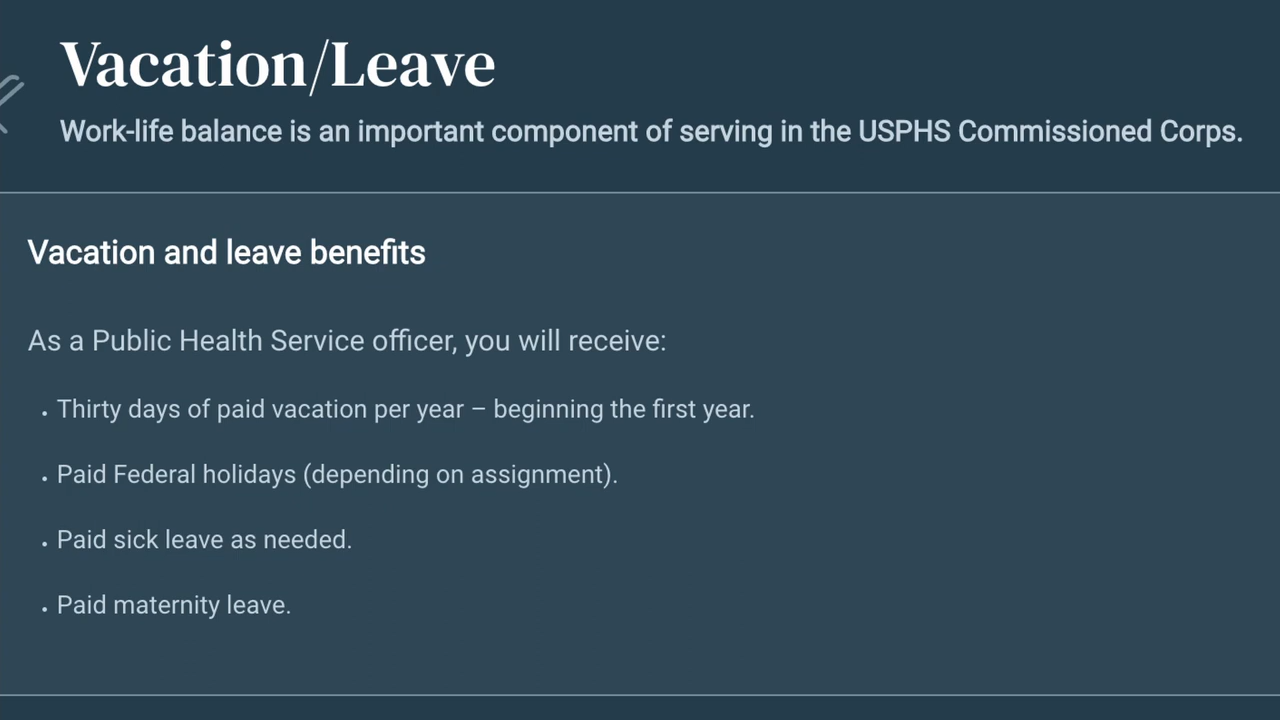 Vacation/Leave
Work-life balance is an important component of serving in the USPHS Commissioned Corps.
Vacation and leave benefits
As a Public Health Service officer, you will receive:
• Thirty days of paid vacation per year – beginning the first year.
• Paid Federal holidays (depending on assignment).
• Paid sick leave as needed.
• Paid maternity leave.